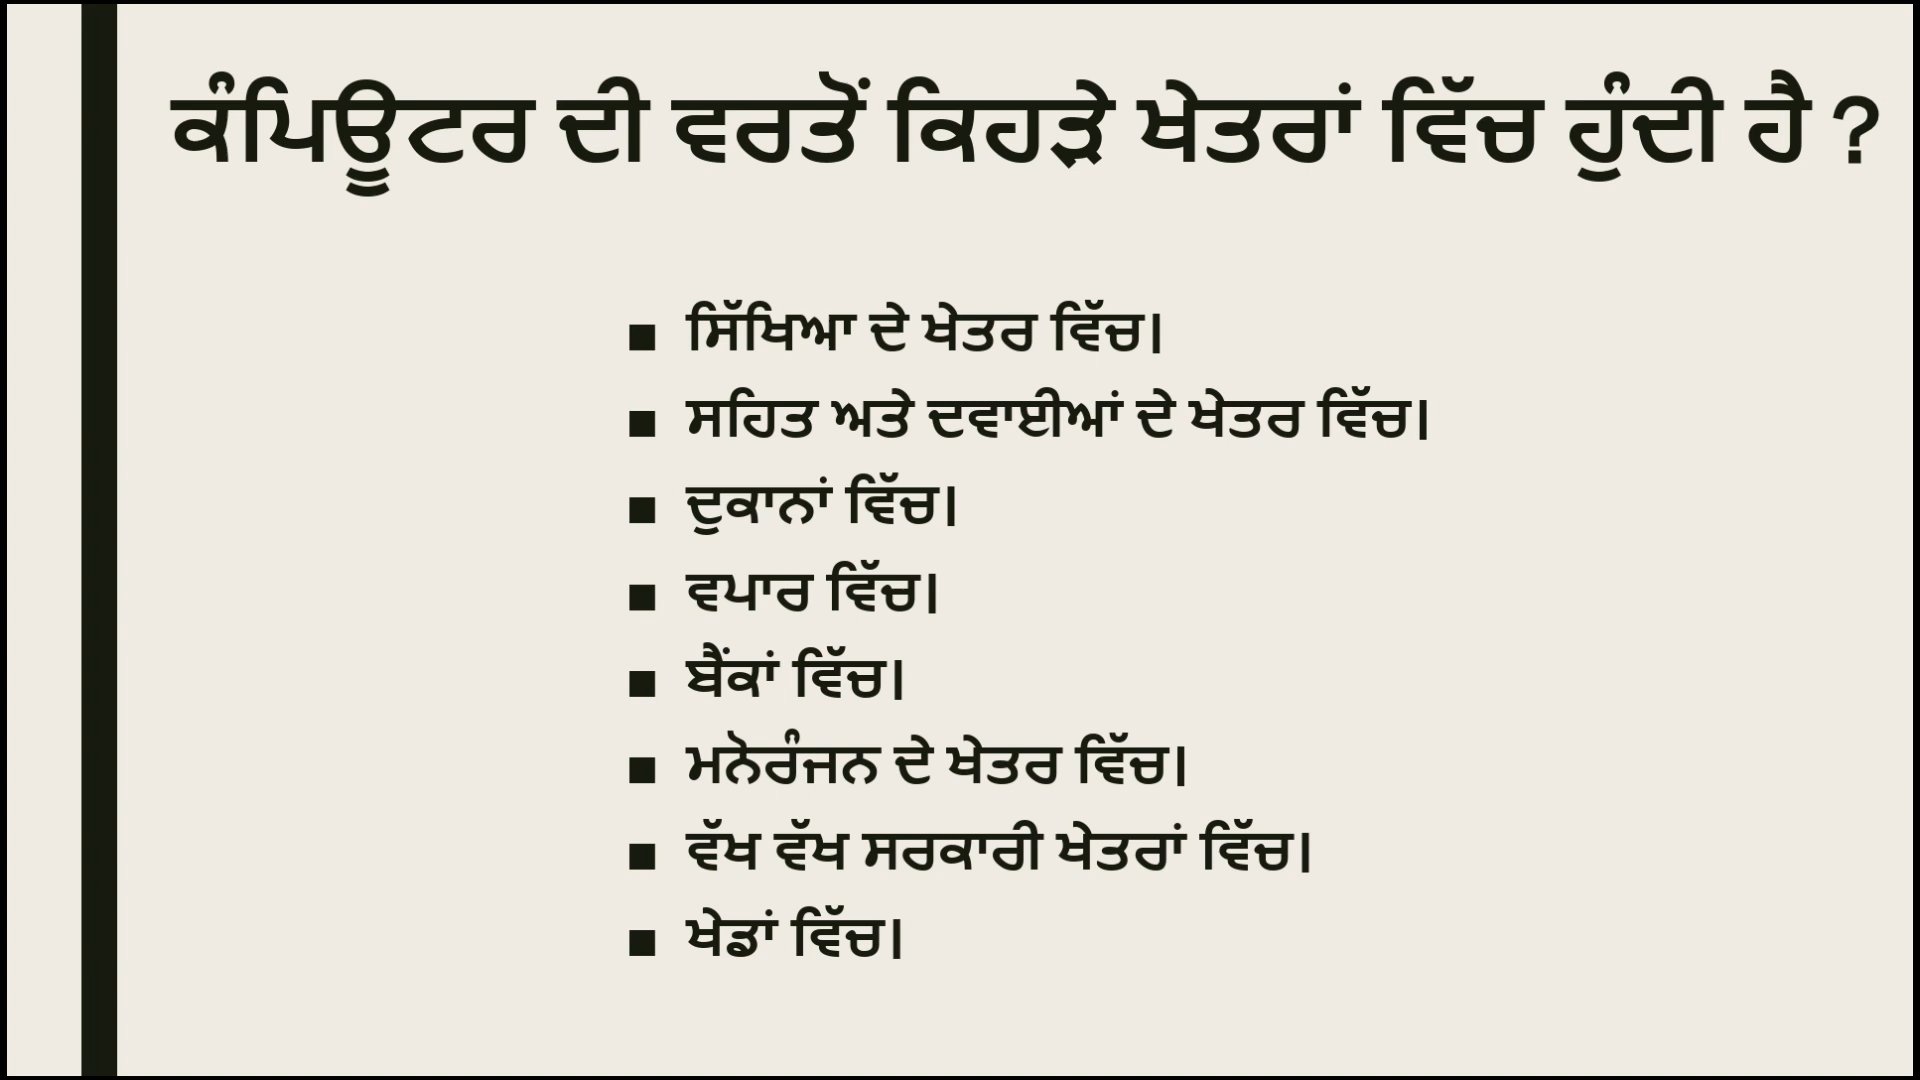 ਕੰਪਿਊਟਰ ਦੀ ਵਰਤੋਂ ਕਿਹੜੇ ਖੇਤਰਾਂ ਵਿੱਚ ਹੁੰਦੀ ਹੈ ?
■ ਸਿੱਖਿਆ ਦੇ ਖੇਤਰ ਵਿੱਚ।
■ ਸਹਿਤ ਅਤੇ ਦਵਾਈਆਂ ਦੇ ਖੇਤਰ ਵਿੱਚ।
■ ਦੁਕਾਨਾਂ ਵਿੱਚ।
■ ਵਪਾਰ ਵਿੱਚ।
■ ਬੈਂਕਾਂ ਵਿੱਚ।
■ ਮਨੋਰੰਜਨ ਦੇ ਖੇਤਰ ਵਿੱਚ।
■ ਵੱਖ ਵੱਖ ਸਰਕਾਰੀ ਖੇਤਰਾਂ ਵਿੱਚ।
■ ਖੇਡਾਂ ਵਿੱਚ।